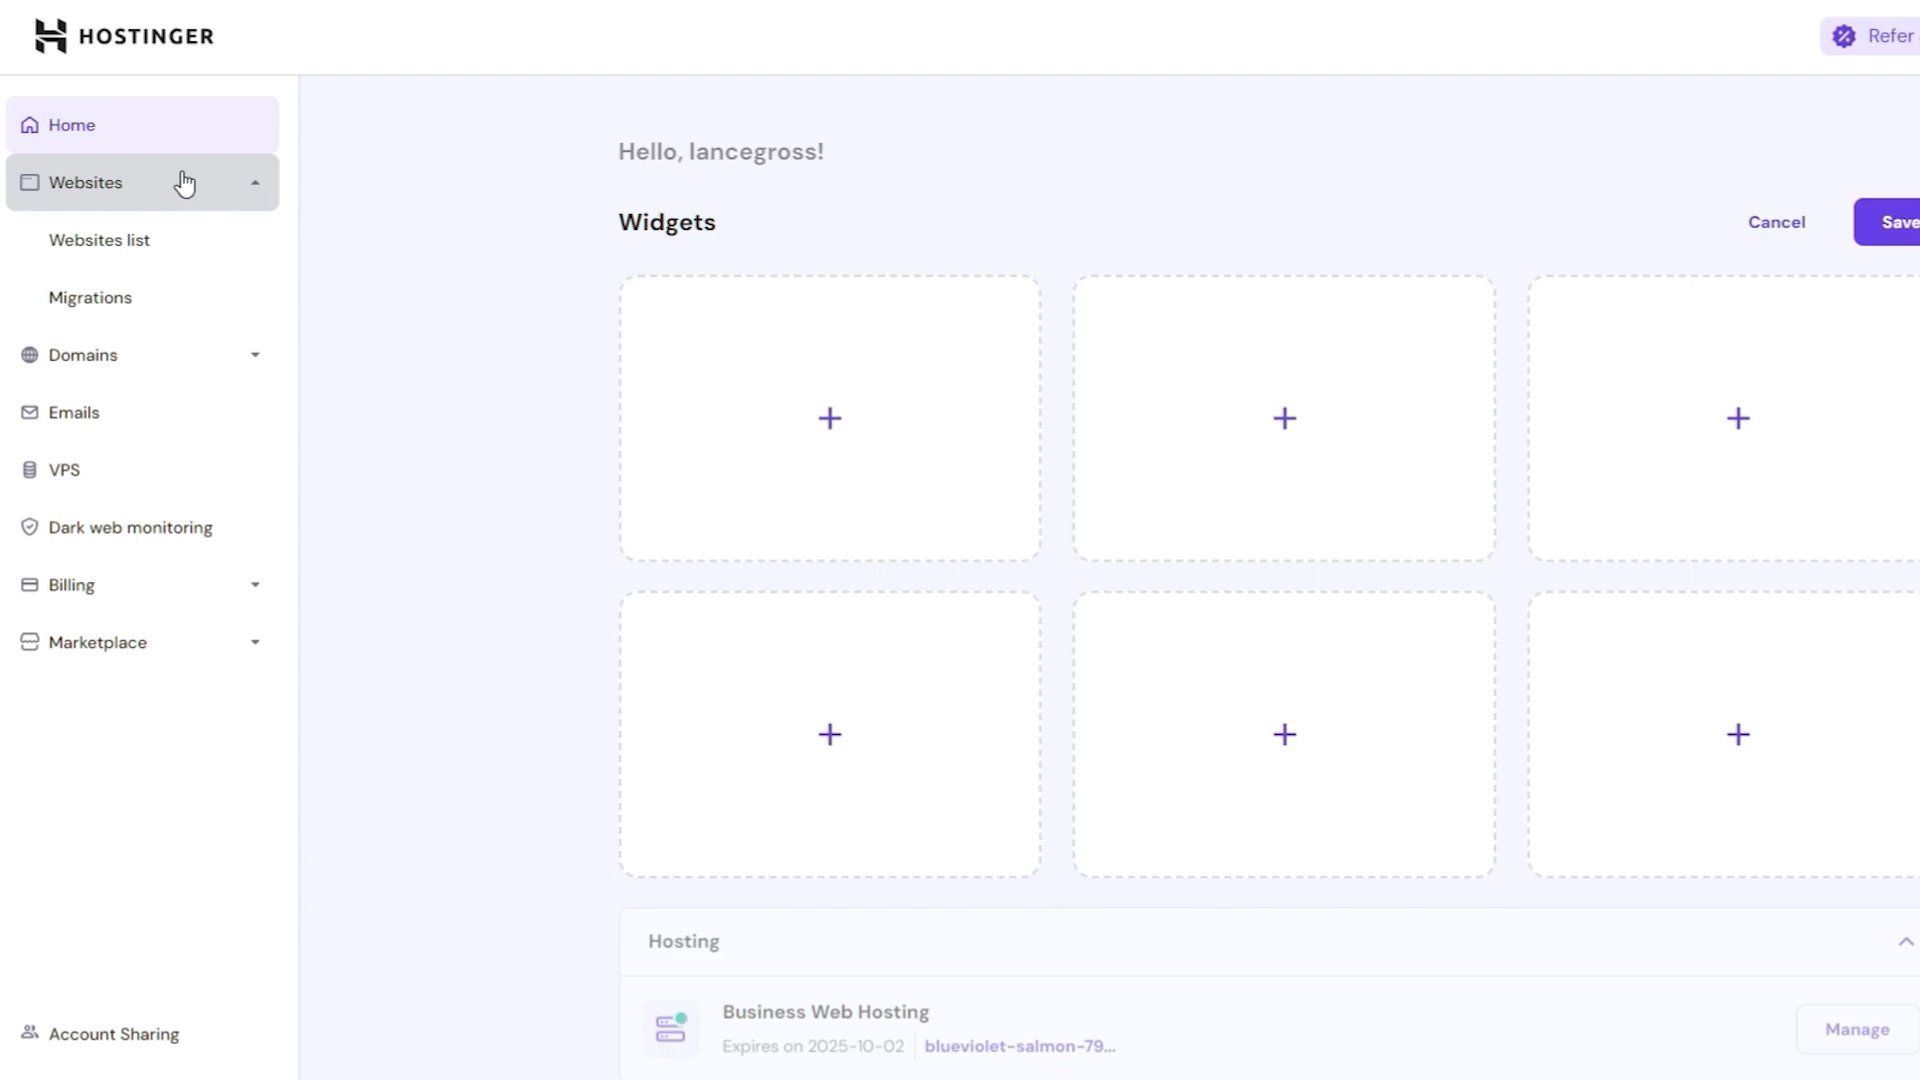 HOSTINGER
Refer
Home
Websites
Websites list
Migrations
Domains
Emails
VPS
Dark web monitoring
Billing
Marketplace
Account Sharing
Hello, lancegross!
Widgets
Cancel
Save
Hosting
Business Web Hosting
Expires on 2025-10-02
blueviolet-salmon-79...
Manage